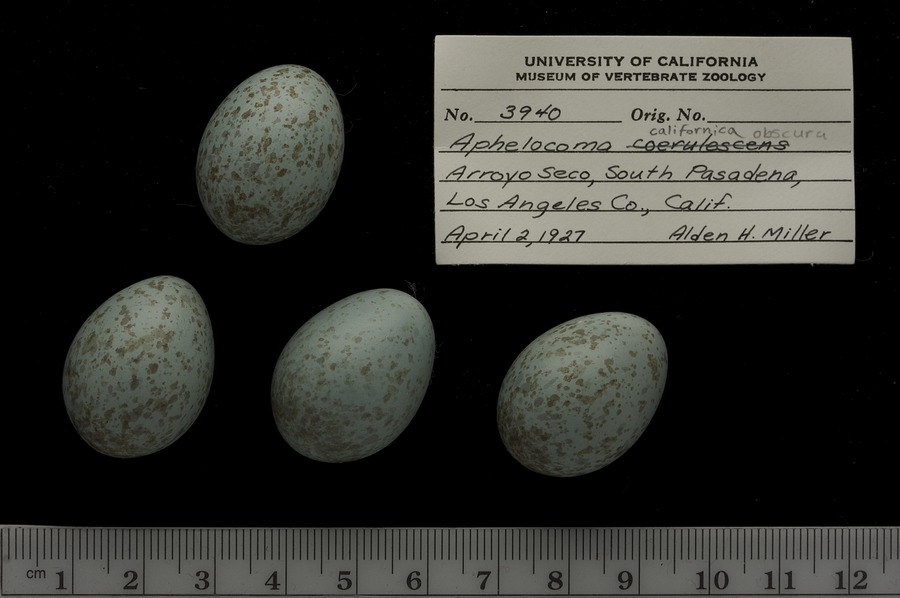 UNIVERSITY OF CALIFORNIA
MUSEUM OF VERTEBRATE ZOOLOGY
No. 3940 Orig. No.
californica obscura
Aphelocoma coerulescens
Arroyo Seco, South Pasadena,
Los Angeles Co., Calif.
April 2, 1927 Alden H. Miller
cm 1 2 3 4 5 6 7 8 9 10 11 12